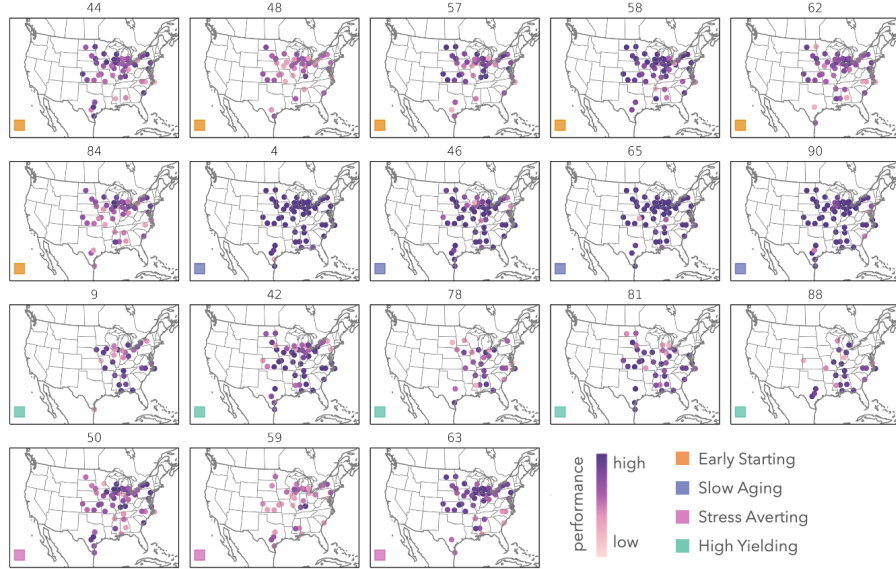 44 48 57 58 62
84 4 46 65 90
9 42 78 81 88
50 59 63
performance
high
low
Early Starting
Slow Aging
Stress Averting
High Yielding